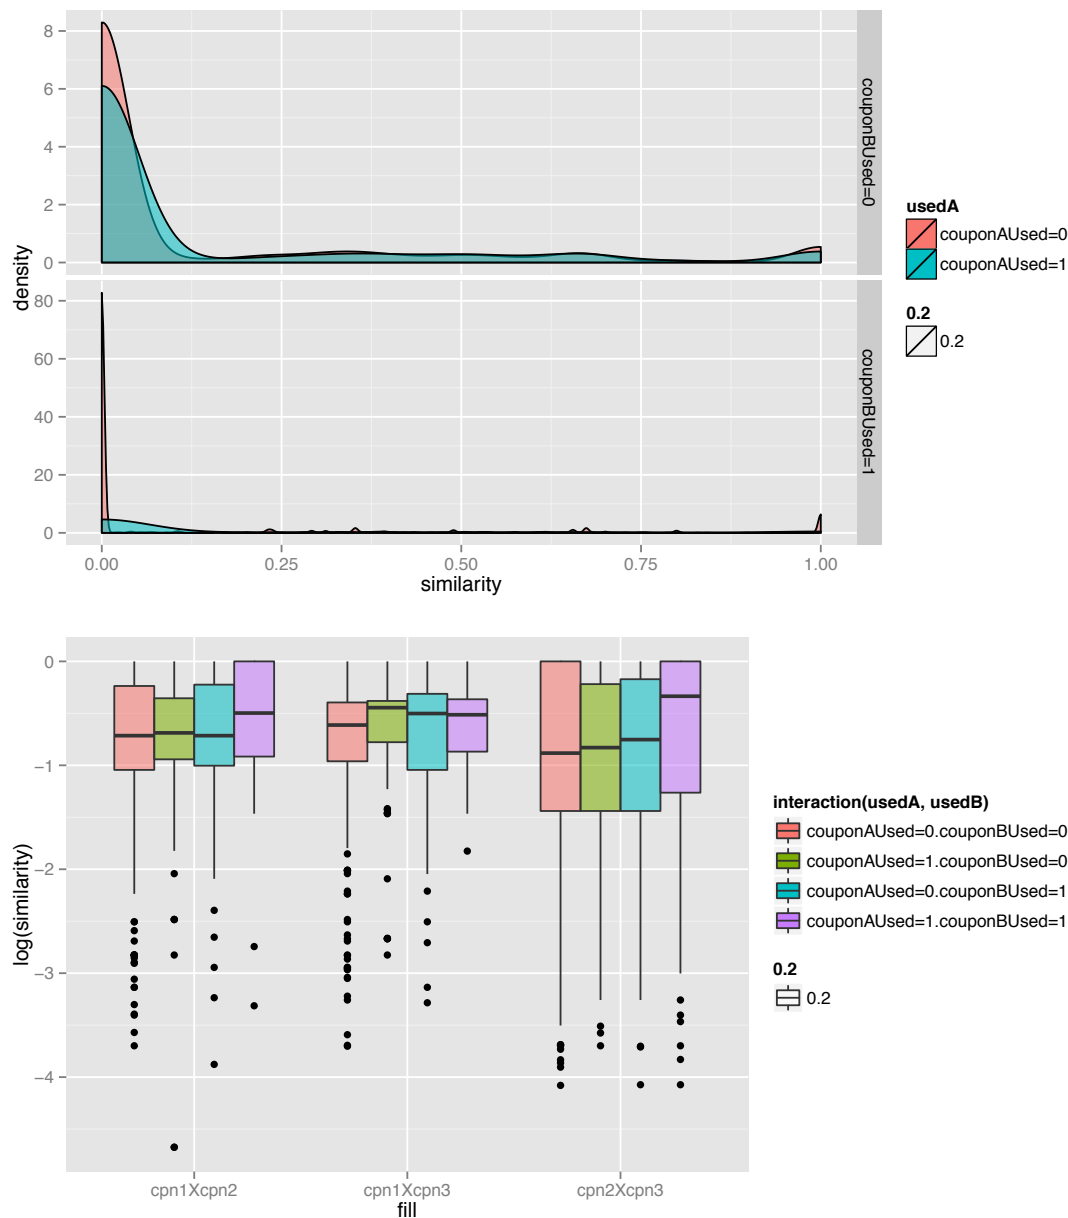 8
6
4
2
0
couponBUsed=0
density
80
60
40
20
0
couponBUsed=1
0.00 0.25 0.50 0.75 1.00
similarity
usedA
couponAUsed=0
couponAUsed=1
0.2
0.2
0
−1
−2
−3
−4
log(similarity)
cpn1Xcpn2 cpn1Xcpn3 cpn2Xcpn3
fill
interaction(usedA, usedB)
couponAUsed=0.couponBUsed=0
couponAUsed=1.couponBUsed=0
couponAUsed=0.couponBUsed=1
couponAUsed=1.couponBUsed=1
0.2
0.2